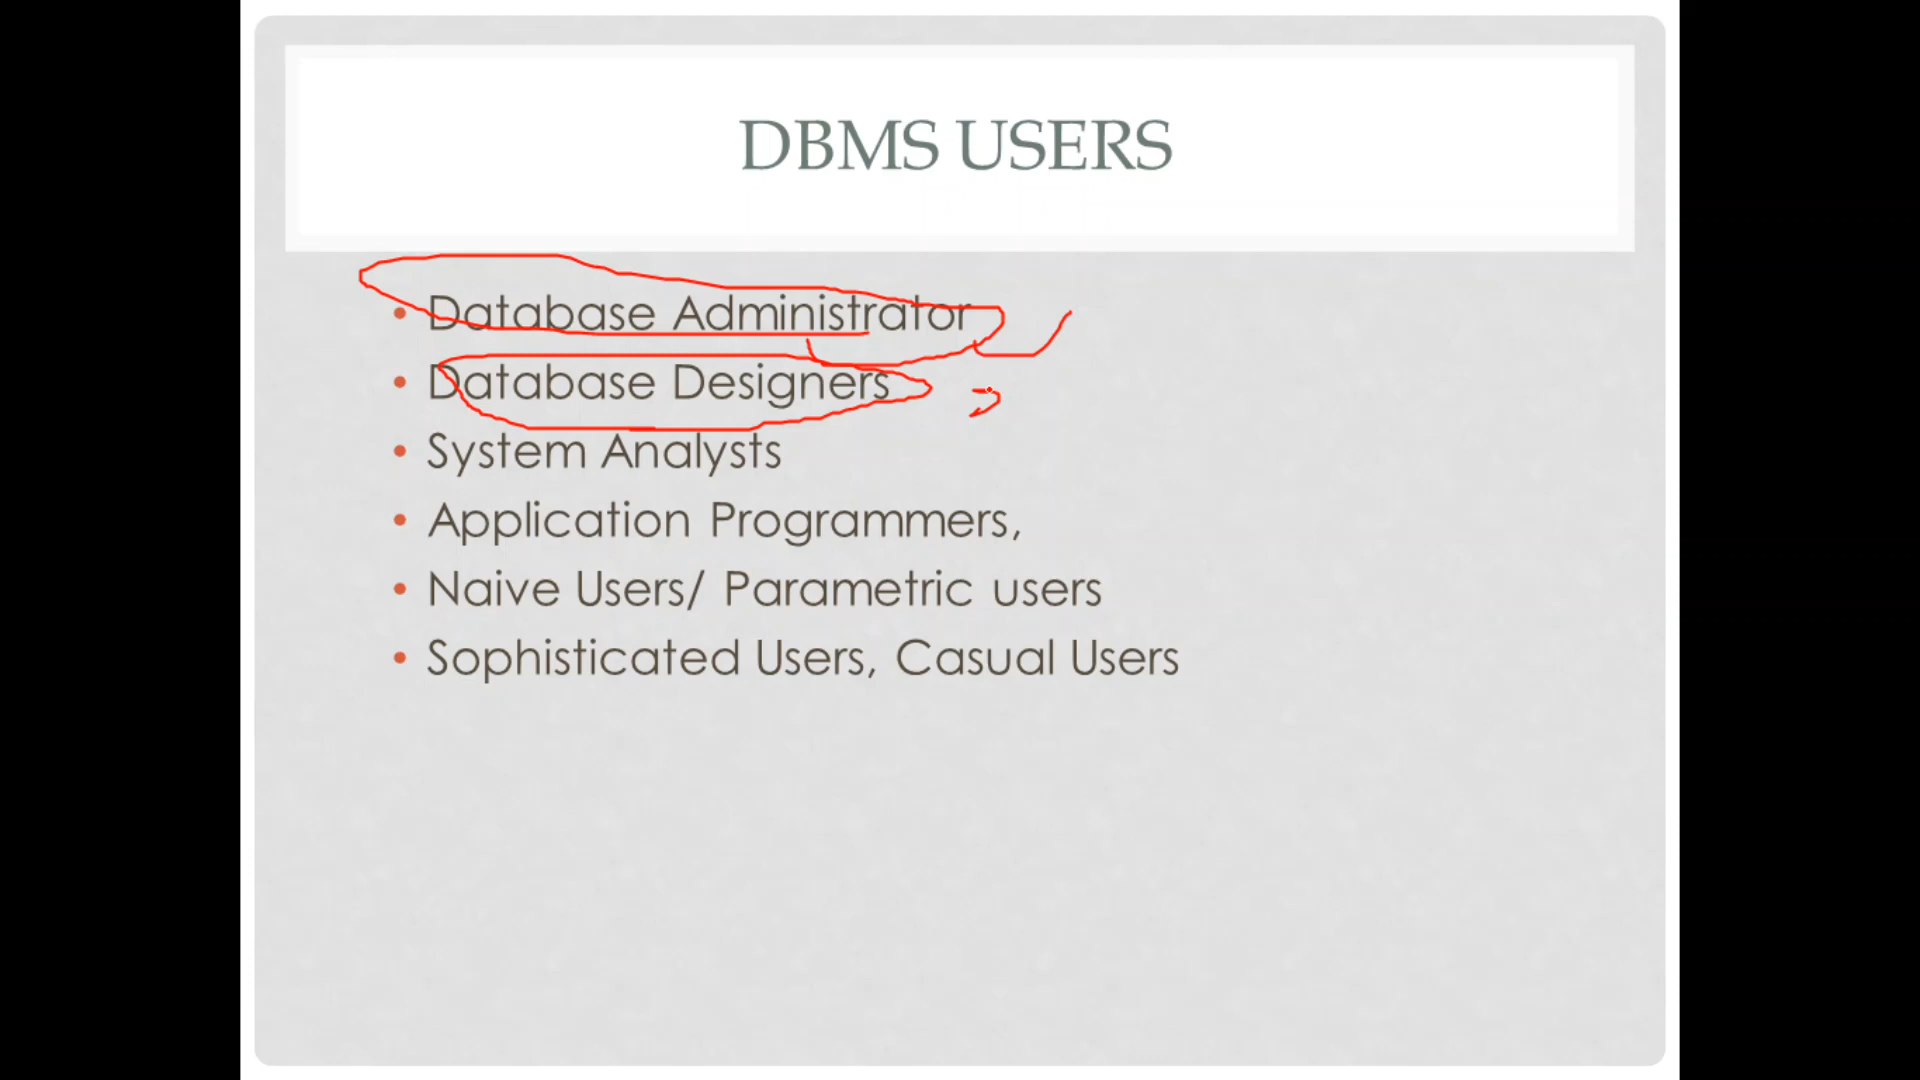 DBMS USERS
• Database Administrator
• Database Designers
• System Analysts
• Application Programmers,
• Naive Users/ Parametric users
• Sophisticated Users, Casual Users